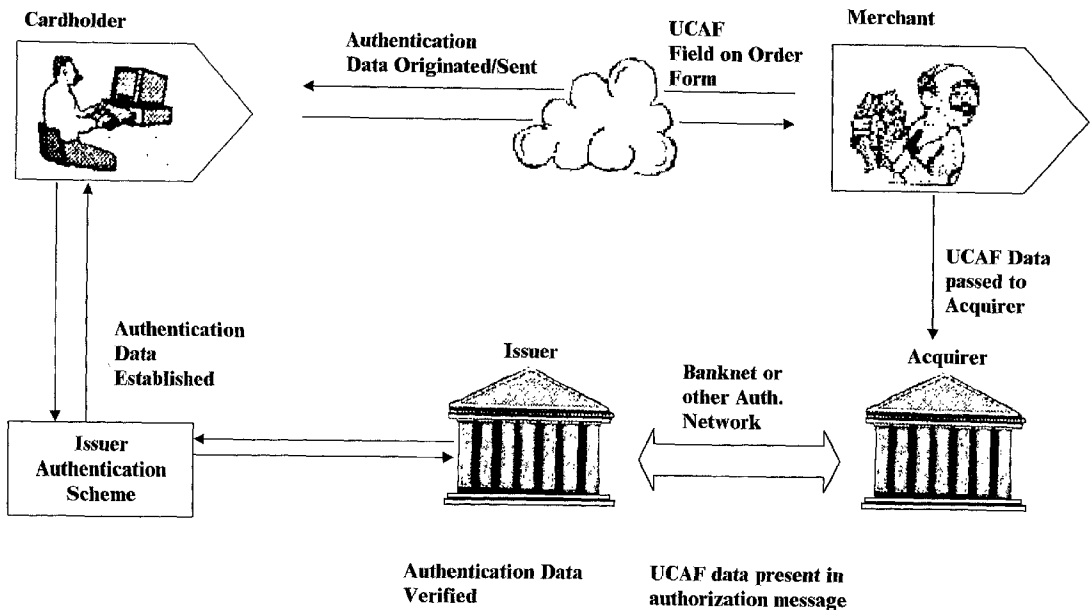 Cardholder
Merchant
Authentication
Data Originated/Sent
UCAF
Field on Order
Form
UCAF Data
passed to
Acquirer
Authentication
Data
Established
Issuer
Acquirer
Banknet or
other Auth.
Network
Issuer
Authentication
Scheme
Authentication Data
Verified
UCAF data present in
authorization message